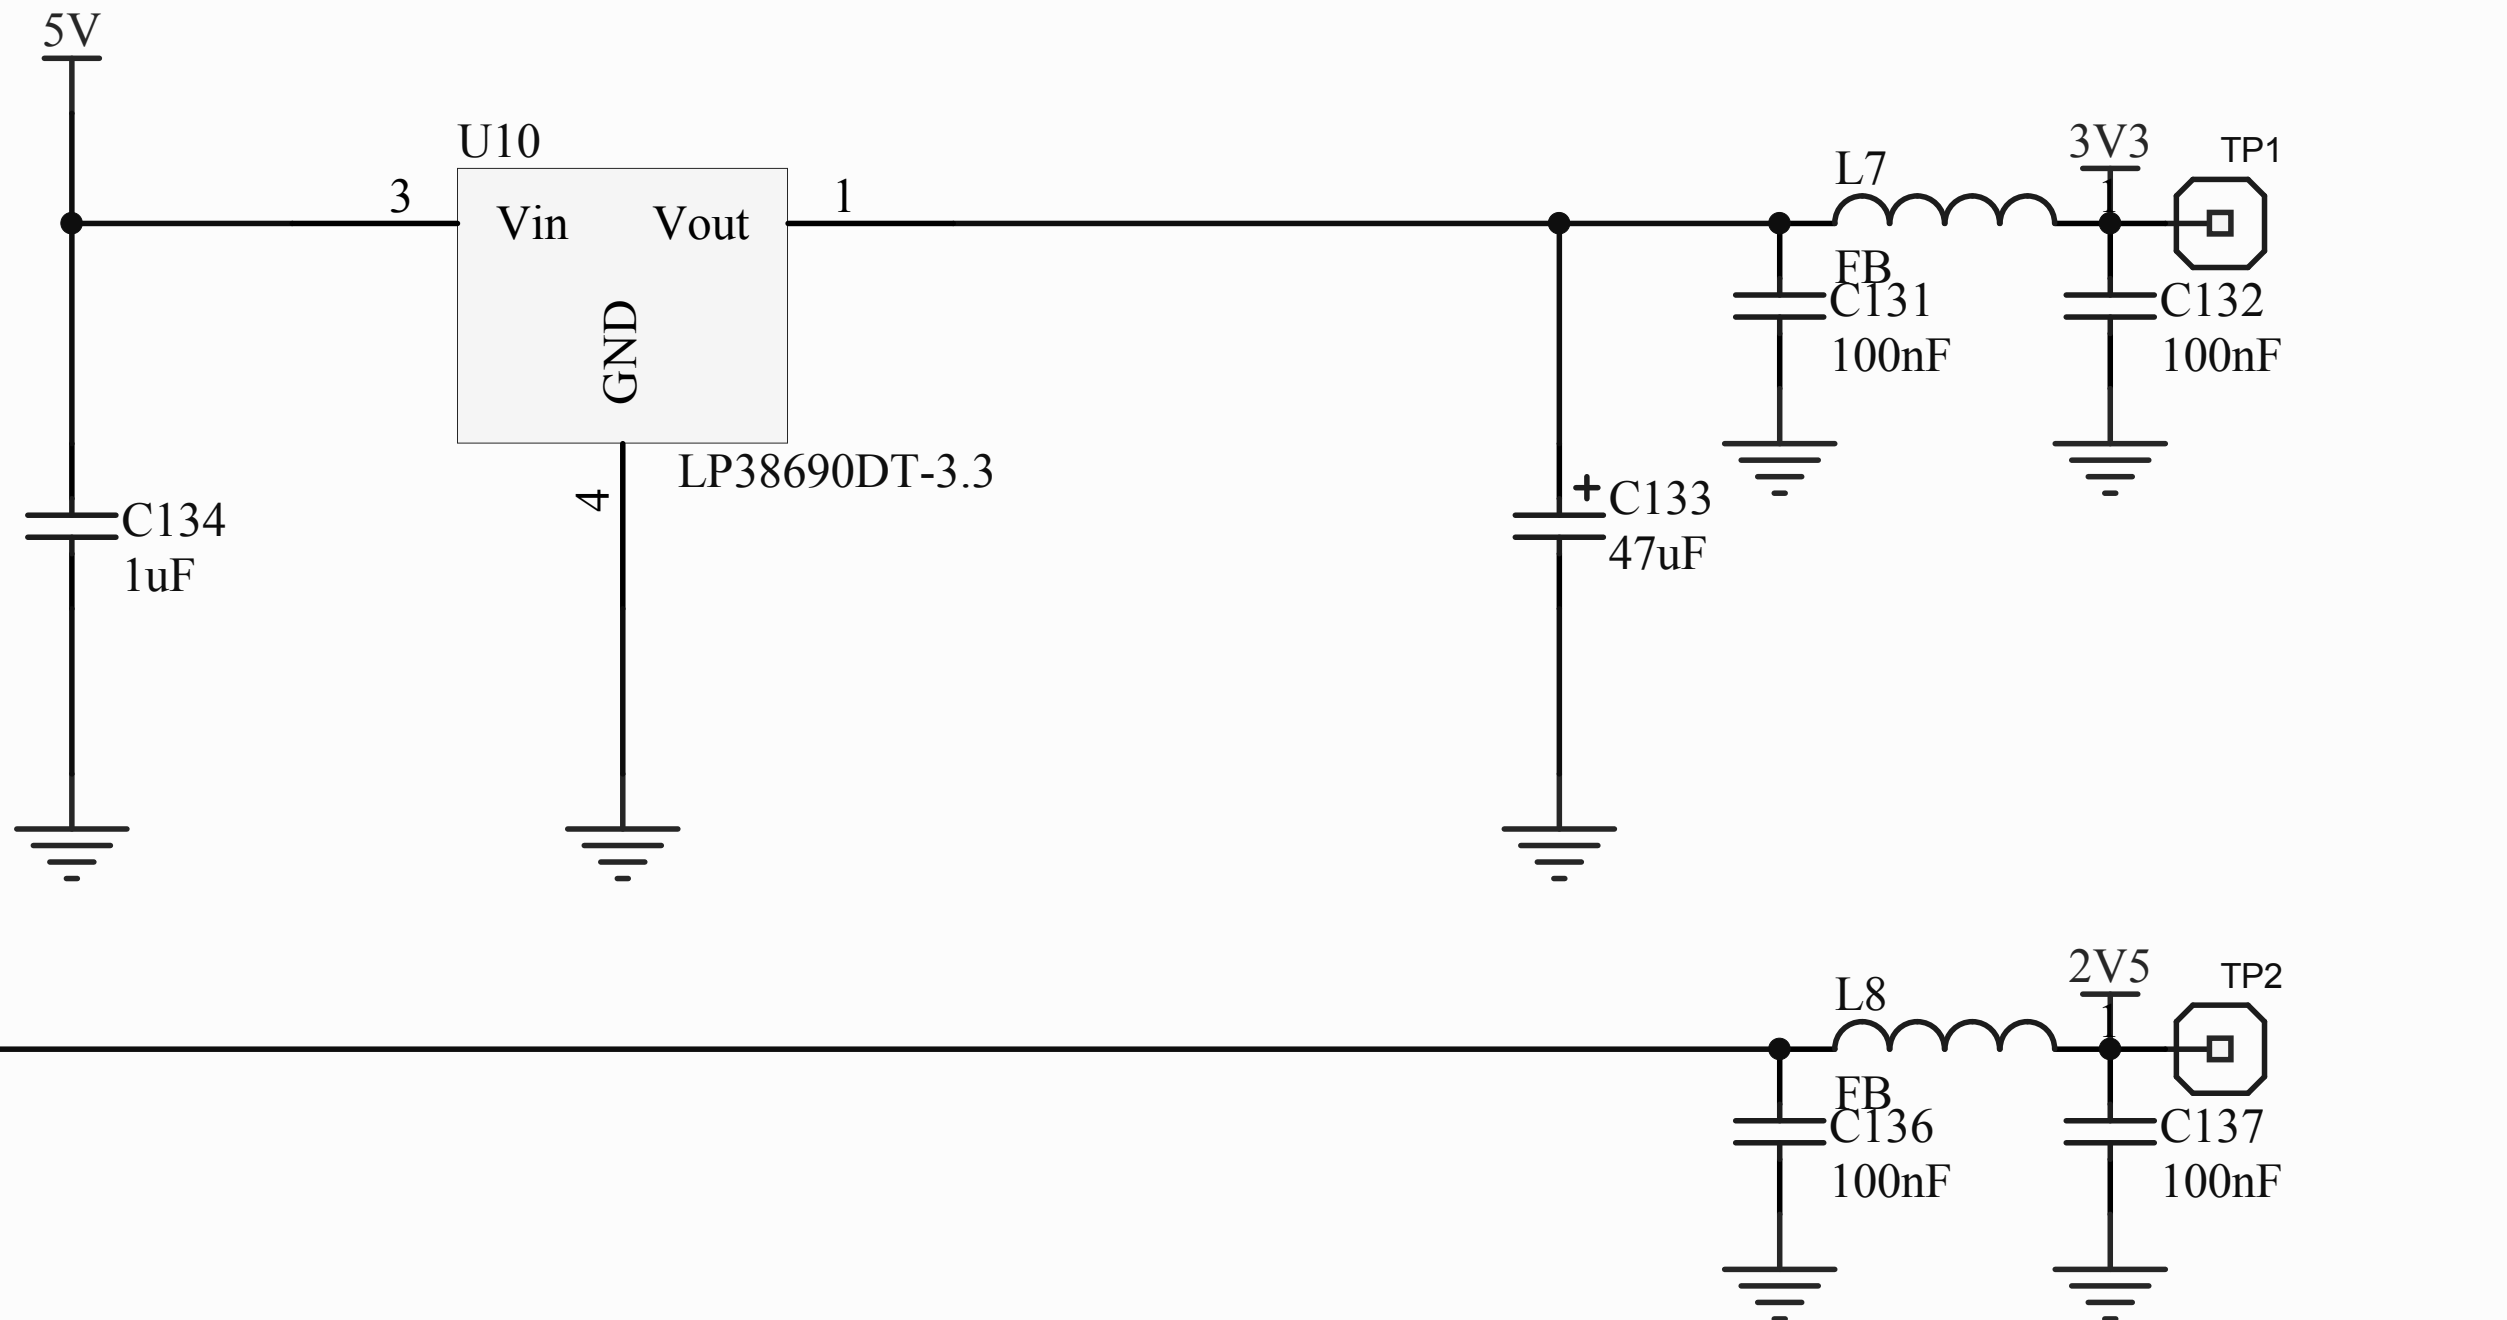 5V
U10
3
Vin
Vout
1
GND
4
LP38690DT-3.3
C134
1uF
+
C133
47uF
L7
FB
C131
100nF
3V3
1
TP1
C132
100nF
L8
FB
C136
100nF
2V5
1
TP2
C137
100nF